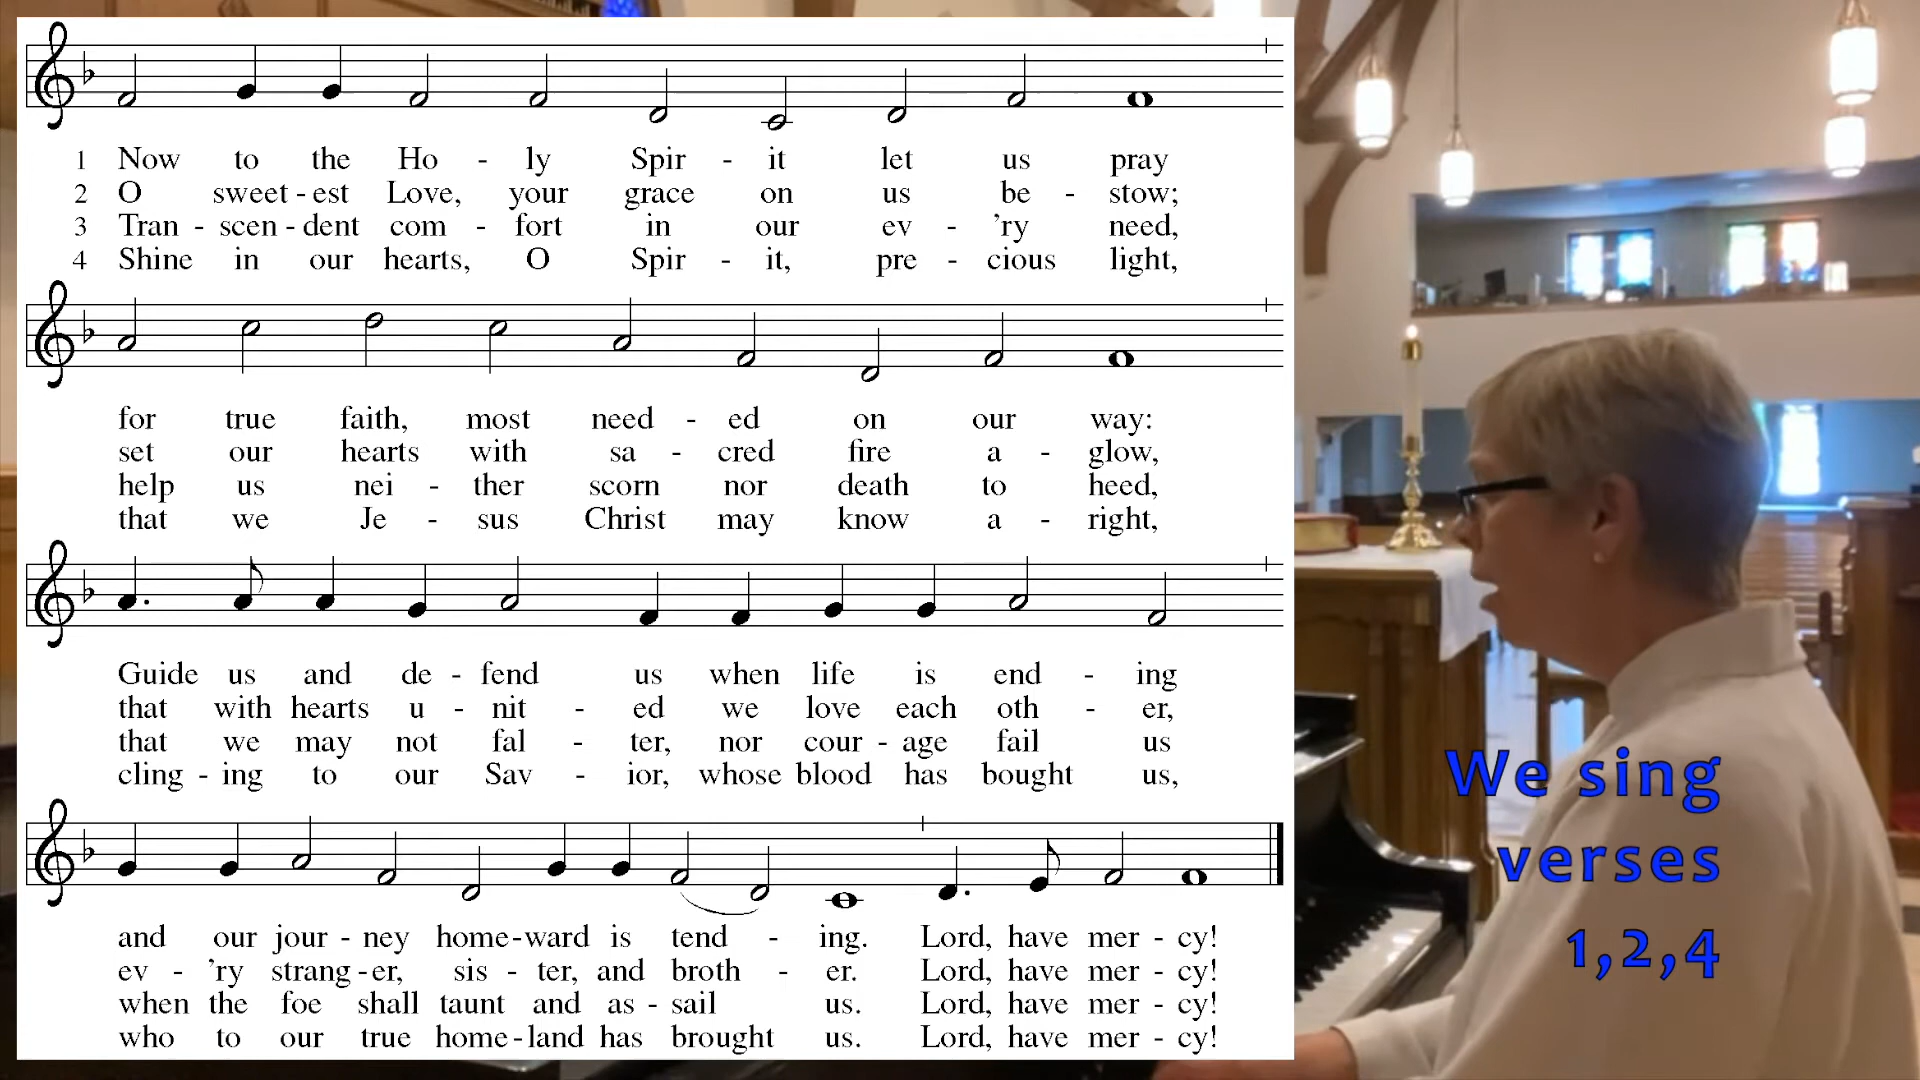 1 Now to the Ho - ly Spir - it let us pray
2 O sweet - est Love, your grace on us be - stow;
3 Tran - scen - dent com - fort in our ev - 'ry need,
4 Shine in our hearts, O Spir - it, pre - cious light,
for true faith, most need - ed on our way:
set our hearts with sa - cred fire a - glow,
help us nei - ther scorn nor death to heed,
that we Je - sus Christ may know a - right,
Guide us and de - fend us when life is end - ing
that with hearts u - nit - ed we love each oth - er,
that we may not fal - ter, nor cour - age fail us
cling - ing to our Sav - ior, whose blood has bought us,
and our jour - ney home - ward is tend - ing. Lord, have mer - cy!
ev - 'ry strang - er, sis - ter, and broth - er. Lord, have mer - cy!
when the foe shall taunt and as - sail us. Lord, have mer - cy!
who to our true home - land has brought us. Lord, have mer - cy!
We sing
verses
1,2,4